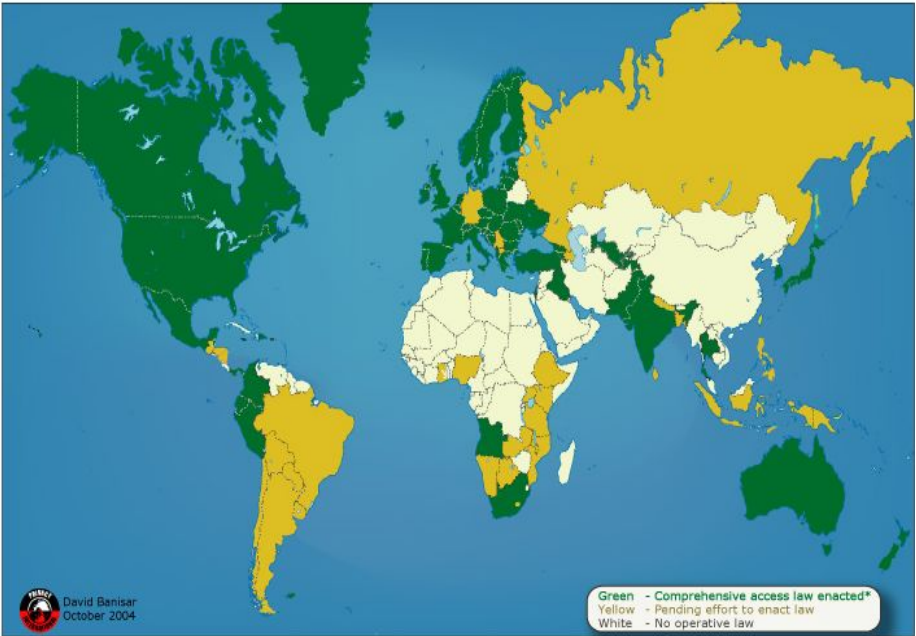 PRIVACY
David Banisar
October 2004
Green - Comprehensive access law enacted*
Yellow - Pending effort to enact law
White - No operative law